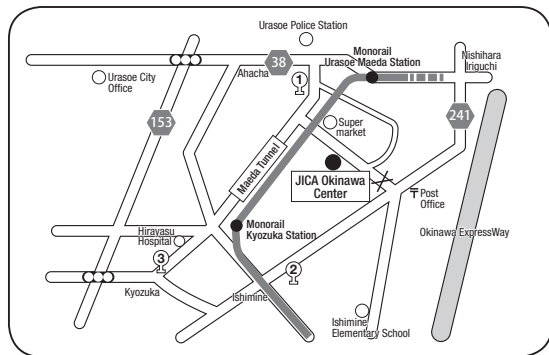 Urasoe Police Station
Monorail
Urasoe Maeda Station
Nishihara
Iriguchi
38
Ahacha
Urasoe City
Office
1
153
241
Super
market
Maeda Tunnel
JICA Okinawa
Center
〒Post
Office
Monorail
Kyozuka Station
Hirayasu
Hospital
Okinawa ExpressWay
3
2
Kyozuka
Ishimine
Ishimine
Elementary School